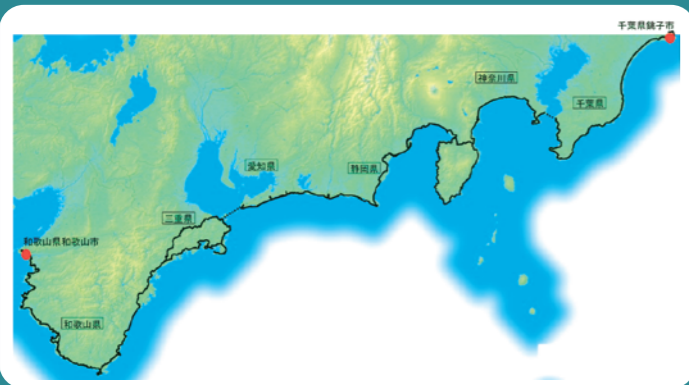 千葉県銚子市
神奈川県
千葉県
愛知県
静岡県
三重県
和歌山県和歌山市
和歌山県